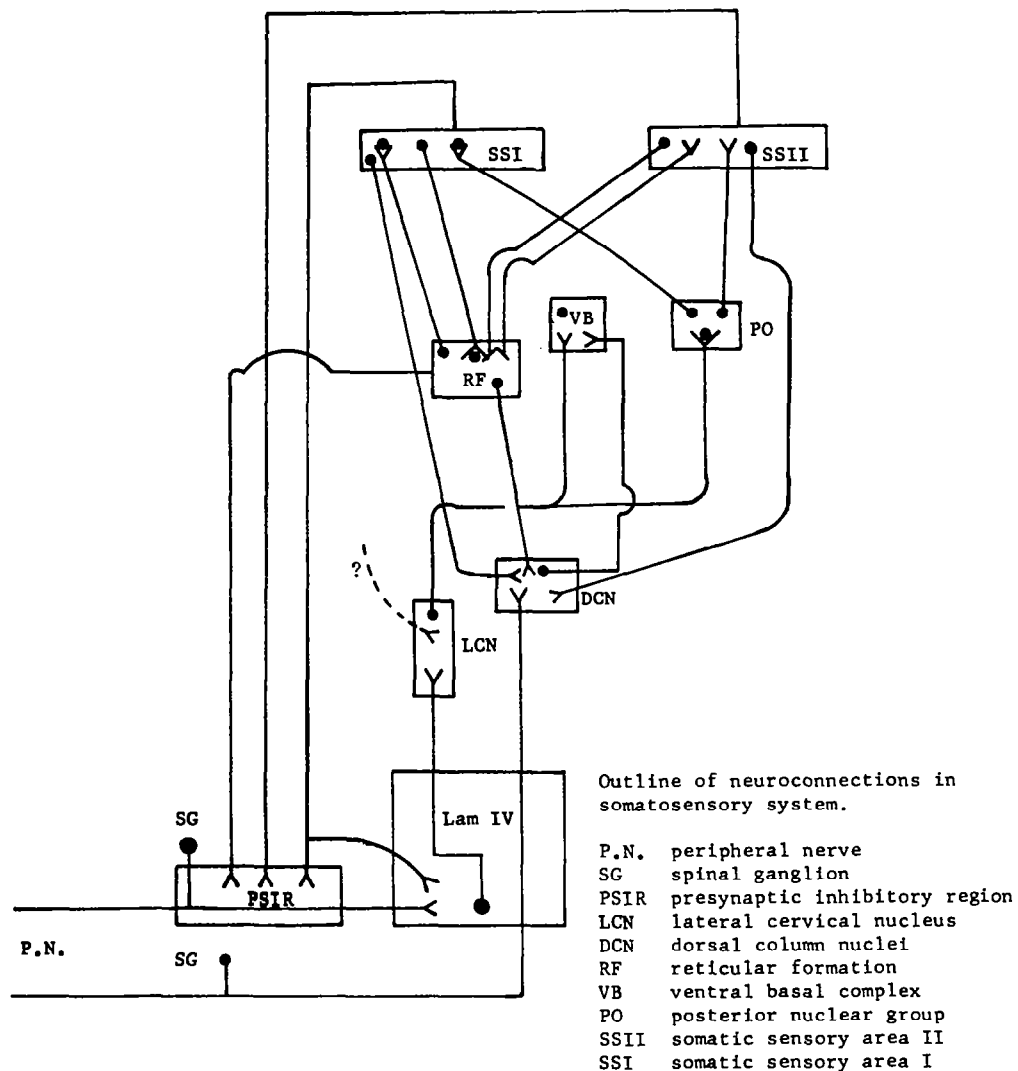 SSI
SSII
VB
PO
RF
?
DCN
LCN
Lam IV
SG
PSIR
P.N.
SG
Outline of neuroconnections in
somatosensory system.
P.N. peripheral nerve
SG spinal ganglion
PSIR presynaptic inhibitory region
LCN lateral cervical nucleus
DCN dorsal column nuclei
RF reticular formation
VB ventral basal complex
PO posterior nuclear group
SSII somatic sensory area II
SSI somatic sensory area I